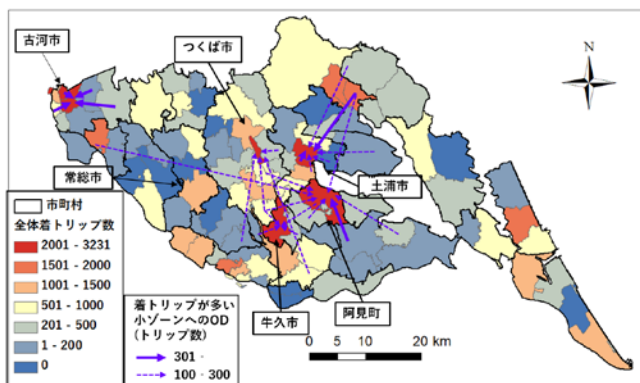 古河市
つくば市
N
常総市
土浦市
阿見町
牛久市
市町村
全体着トリップ数
2001 - 3231
1501 - 2000
1001 - 1500
501 - 1000
201 - 500
1 - 200
0
着トリップが多い
小ゾーンへのOD
(トリップ数)
301 -
100 - 300
0
10
20 km